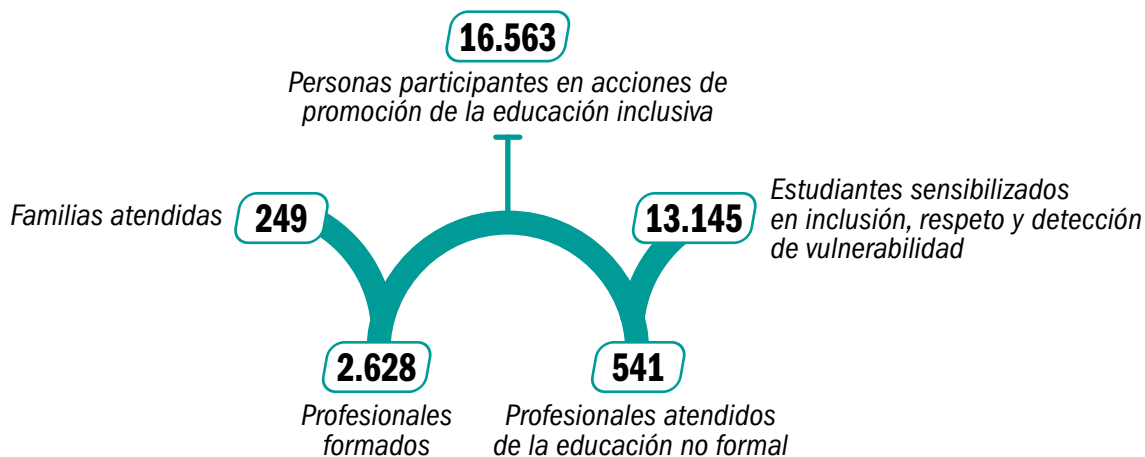 16.563
Personas participantes en acciones de
promoción de la educación inclusiva
Familias atendidas
249
13.145
Estudiantes sensibilizados
en inclusión, respeto y detección
de vulnerabilidad
2.628
Profesionales
formados
541
Profesionales atendidos
de la educación no formal